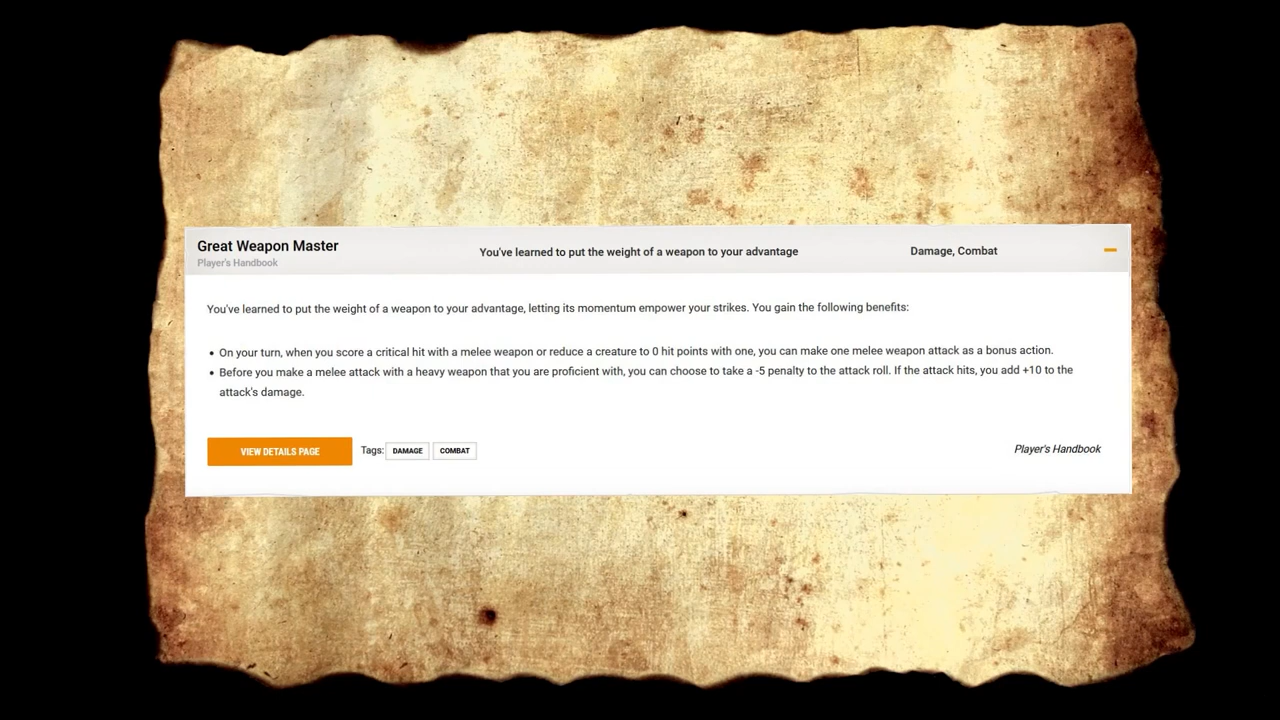 Great Weapon Master
Player's Handbook
You've learned to put the weight of a weapon to your advantage
Damage, Combat
You've learned to put the weight of a weapon to your advantage, letting its momentum empower your strikes. You gain the following benefits:
• On your turn, when you score a critical hit with a melee weapon or reduce a creature to 0 hit points with one, you can make one melee weapon attack as a bonus action.
• Before you make a melee attack with a heavy weapon that you are proficient with, you can choose to take a -5 penalty to the attack roll. If the attack hits, you add +10 to the
attack's damage.
VIEW DETAILS PAGE
Tags: DAMAGE COMBAT
Player's Handbook